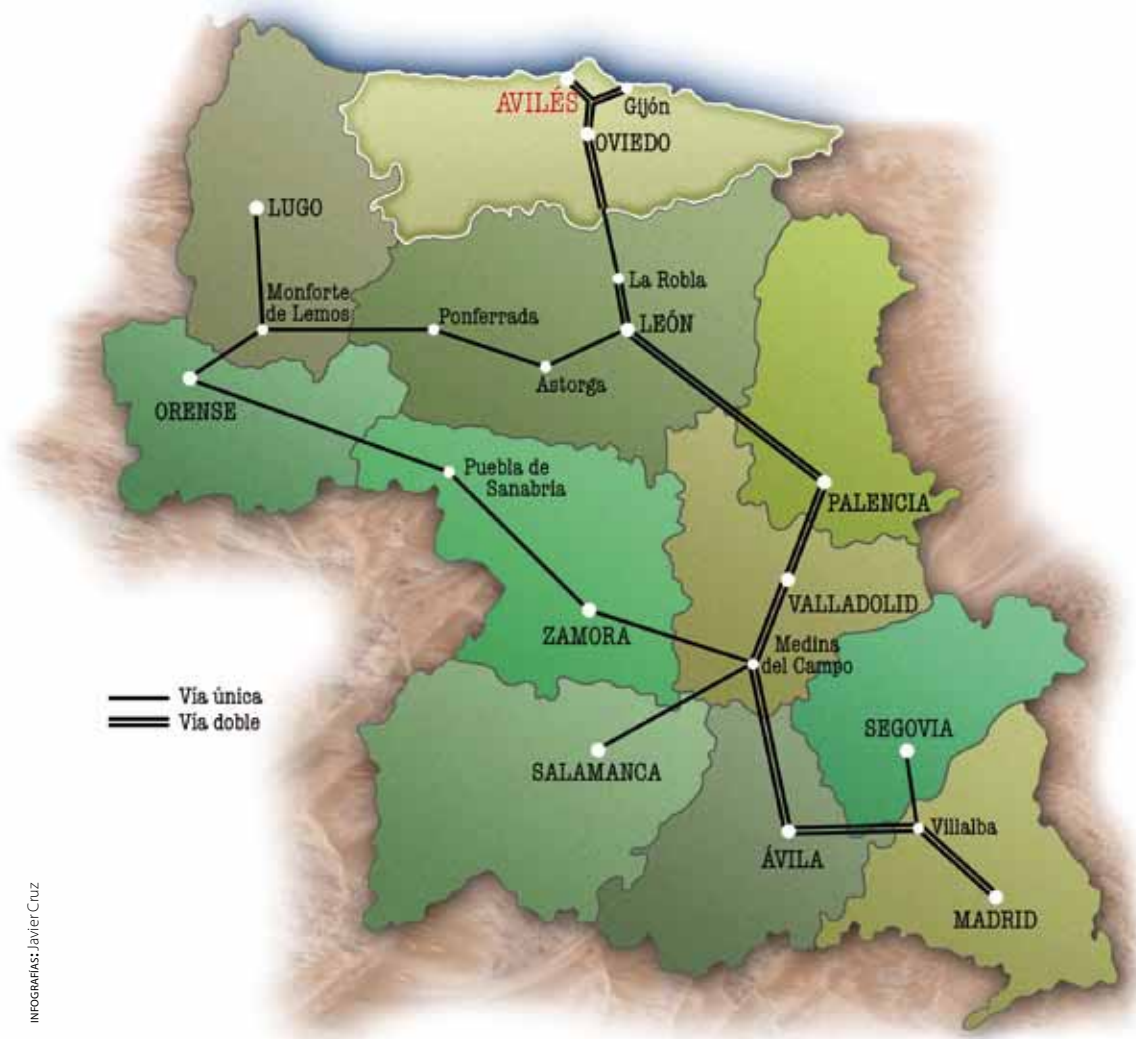 AVILÉS
Gijón
OVIEDO
LUGO
La Robla
Monforte
de Lemos
Ponferrada
LEÓN
Astorga
ORENSE
Puebla de
Sanabria
PALENCIA
VALLADOLID
ZAMORA
Medina
del Campo
Vía única
Vía doble
SEGOVIA
SALAMANCA
Villalba
ÁVILA
MADRID
INFOGRAFÍAS: Javier Cruz